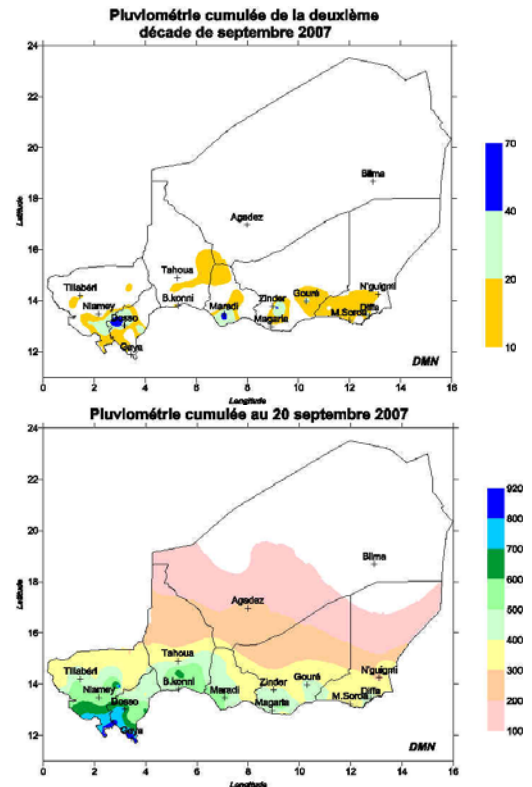 Pluviométrie cumulée de la deuxième
décade de septembre 2007
24
22
20
18
16
14
12
Latitude
Bilma
Agadez
Tahoua
Tillabéri
Niamey
Dosso
Gaya
B.konni
Maradi
Zinder
Magaria
Gouré
N'guigmi
M.Soroa
Diffa
DMN
0 2 4 6 8 10 12 14 16
Longitude
70
40
20
10
Pluviométrie cumulée au 20 septembre 2007
24
22
20
18
16
14
12
Latitude
Bilma
Agadez
Tahoua
Tillabéri
Niamey
Dosso
Gaya
B.konni
Maradi
Zinder
Magaria
Gouré
N'guigmi
M.Soroa
Diffa
DMN
0 2 4 6 8 10 12 14 16
Longitude
920
800
700
600
500
400
300
200
100